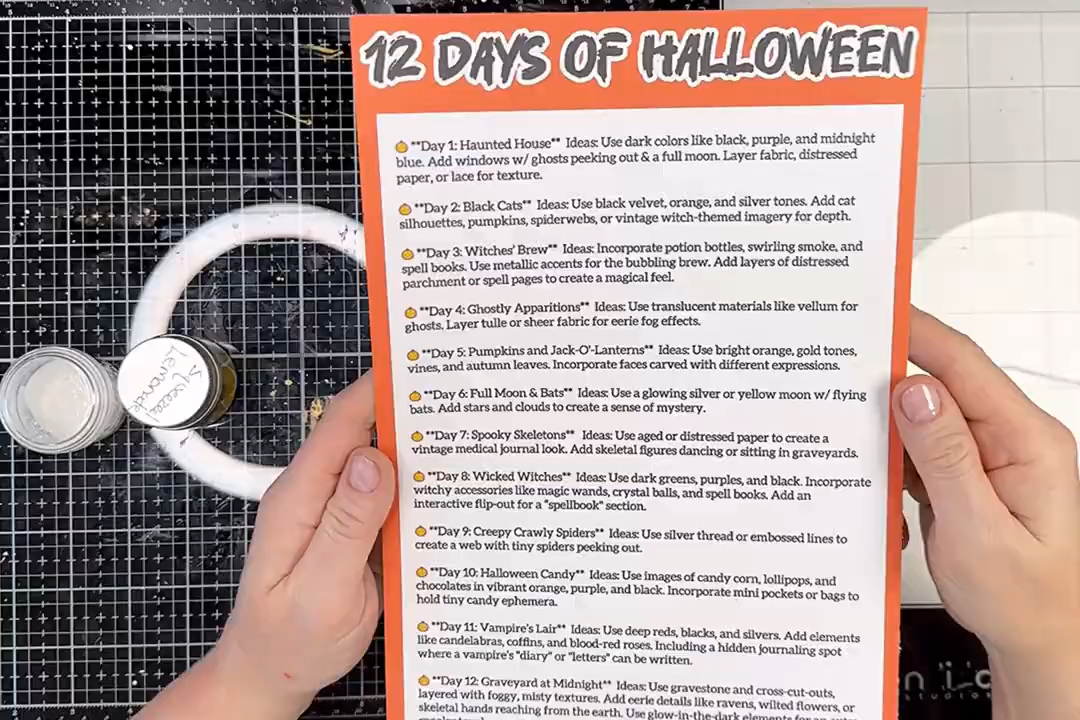 12 DAYS OF HALLOWEEN
**Day 1: Haunted House** Ideas: Use dark colors like black, purple, and midnight
blue. Add windows w/ ghosts peeking out & a full moon. Layer fabric, distressed
paper, or lace for texture.
**Day 2: Black Cats** Ideas: Use black velvet, orange, and silver tones. Add cat
silhouettes, pumpkins, spiderwebs, or vintage witch-themed imagery for depth.
**Day 3: Witches' Brew** Ideas: Incorporate potion bottles, swirling smoke, and
spell books. Use metallic accents for the bubbling brew. Add layers of distressed
parchment or spell pages to create a magical feel.
**Day 4: Ghostly Apparitions** Ideas: Use translucent materials like vellum for
ghosts. Layer tulle or sheer fabric for eerie fog effects.
**Day 5: Pumpkins and Jack-O'-Lanterns** Ideas: Use bright orange, gold tones,
vines, and autumn leaves. Incorporate faces carved with different expressions.
**Day 6: Full Moon & Bats** Ideas: Use a glowing silver or yellow moon w/ flying
bats. Add stars and clouds to create a sense of mystery.
**Day 7: Spooky Skeletons** Ideas: Use aged or distressed paper to create a
vintage medical journal look. Add skeletal figures dancing or sitting in graveyards.
**Day 8: Wicked Witches** Ideas: Use dark greens, purples, and black. Incorporate
witchy accessories like magic wands, crystal balls, and spell books. Add an
interactive flip-out for a "spellbook" section.
**Day 9: Creepy Crawly Spiders** Ideas: Use silver thread or embossed lines to
create a web with tiny spiders peeking out.
**Day 10: Halloween Candy** Ideas: Use images of candy corn, lollipops, and
chocolates in vibrant orange, purple, and black. Incorporate mini pockets or bags to
hold tiny candy ephemera.
**Day 11: Vampire's Lair** Ideas: Use deep reds, blacks, and silvers. Add elements
like candelabras, coffins, and blood-red roses. Including a hidden journaling spot
where a vampire's "diary" or "letters" can be written.
**Day 12: Graveyard at Midnight** Ideas: Use gravestone and cross-cut-outs,
layered with foggy, misty textures. Add eerie details like ravens, wilted flowers, or
skeletal hands reaching from the earth. Use glow-in-the-dark elements for an
Squeeze
Lemonade